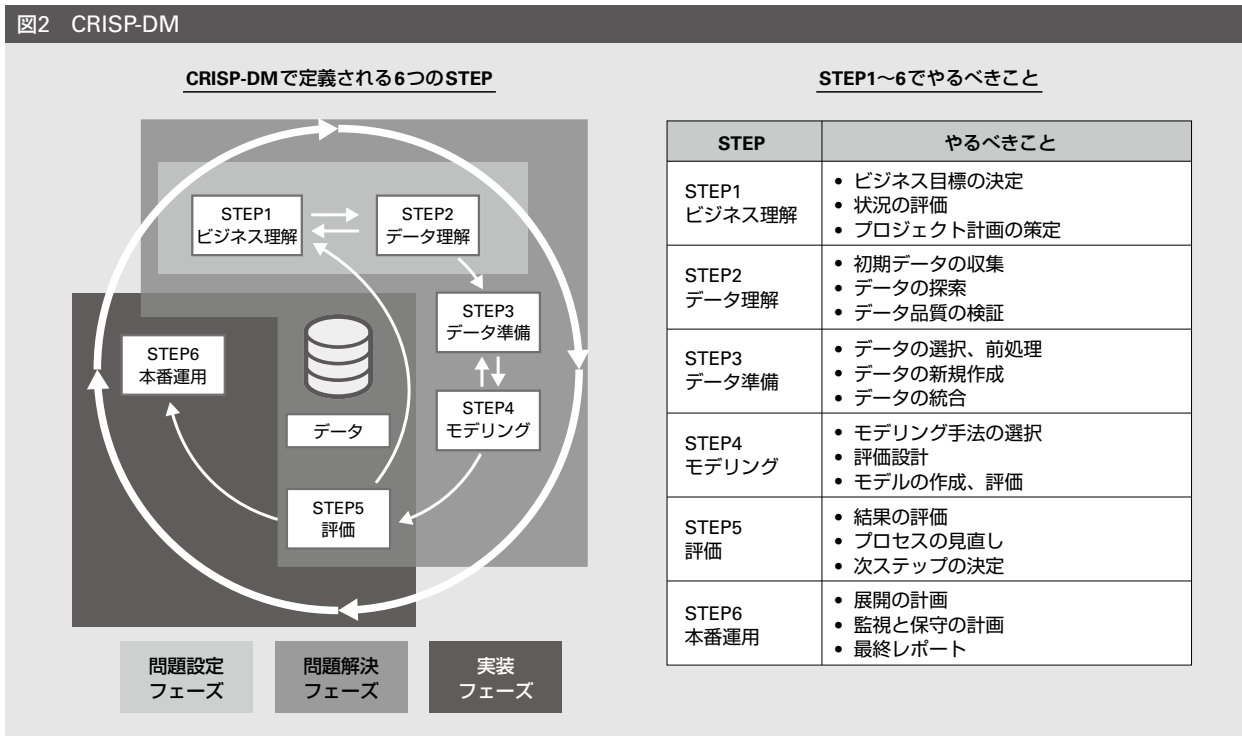 図2 CRISP-DM
CRISP-DMで定義される6つのSTEP
STEP1
ビジネス理解
STEP2
データ理解
STEP3
データ準備
STEP4
モデリング
STEP5
評価
STEP6
本番運用
データ
問題設定
フェーズ
問題解決
フェーズ
実装
フェーズ
STEP1～6でやるべきこと
STEP
やるべきこと
STEP1
ビジネス理解
• ビジネス目標の決定
• 状況の評価
• プロジェクト計画の策定
STEP2
データ理解
• 初期データの収集
• データの探索
• データ品質の検証
STEP3
データ準備
• データの選択、前処理
• データの新規作成
• データの統合
STEP4
モデリング
• モデリング手法の選択
• 評価設計
• モデルの作成、評価
STEP5
評価
• 結果の評価
• プロセスの見直し
• 次ステップの決定
STEP6
本番運用
• 展開の計画
• 監視と保守の計画
• 最終レポート